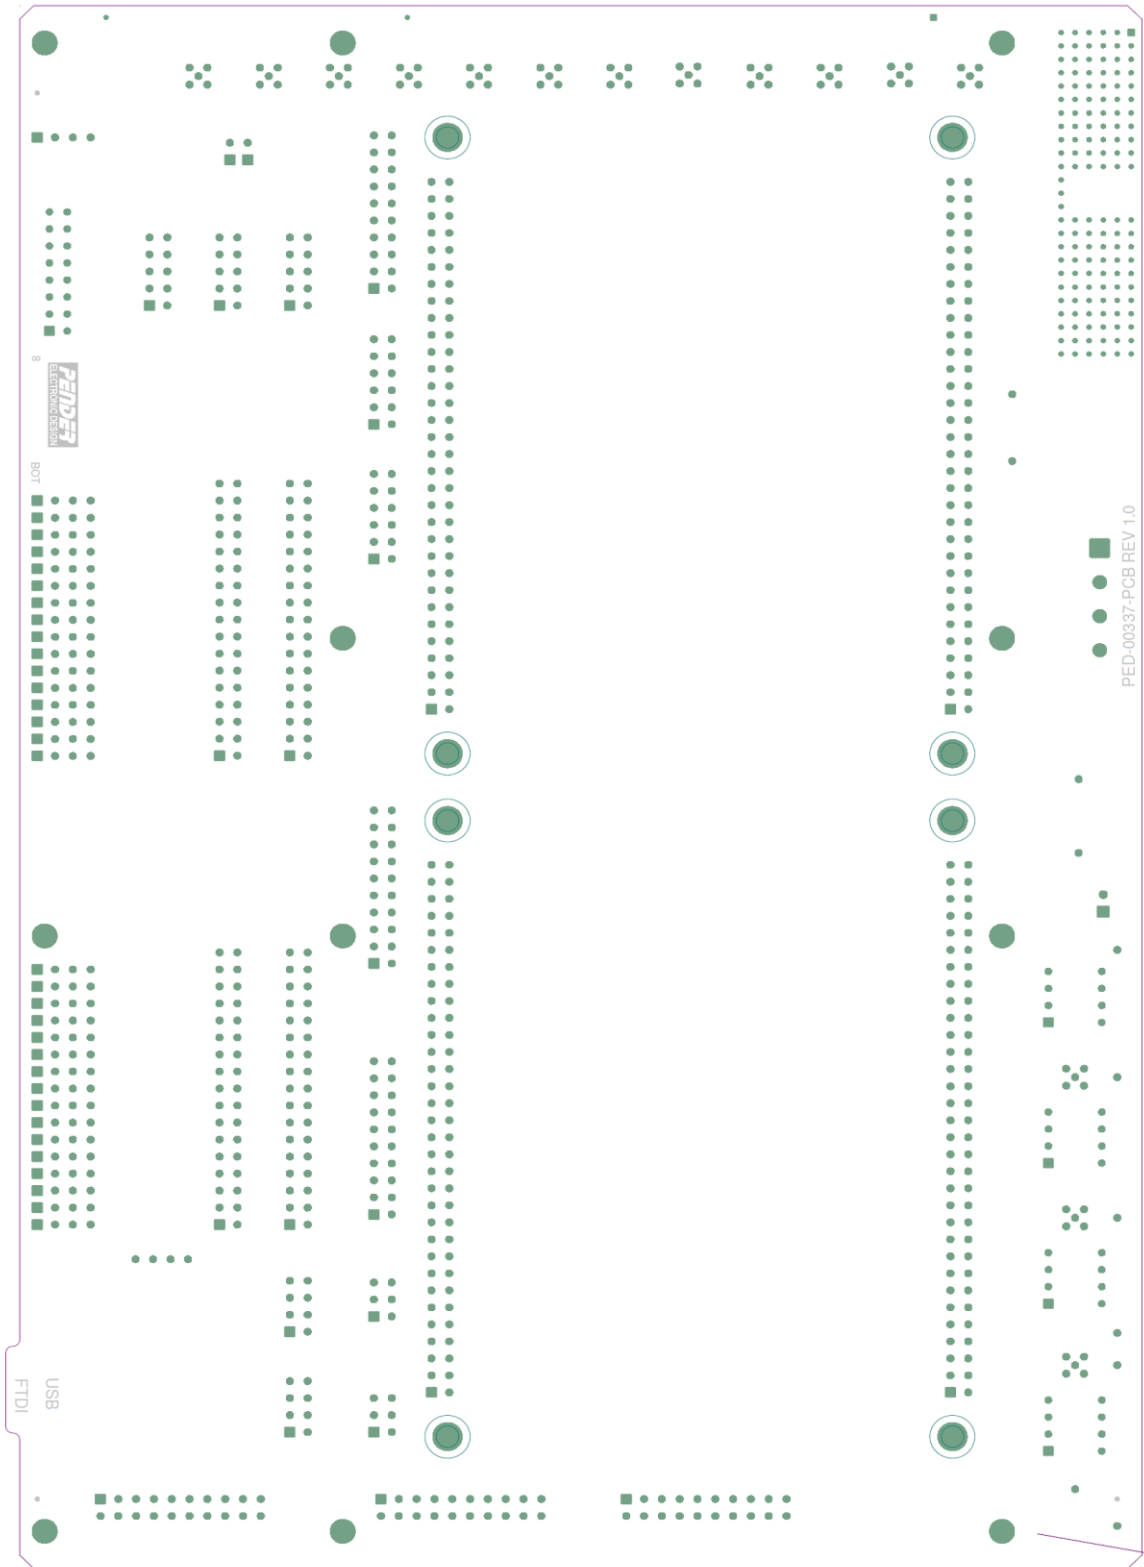 8
PENDER
ELECTRONIC DESIGN
BOT
PED-00337-PCB REV 1.0
USB
FTDI